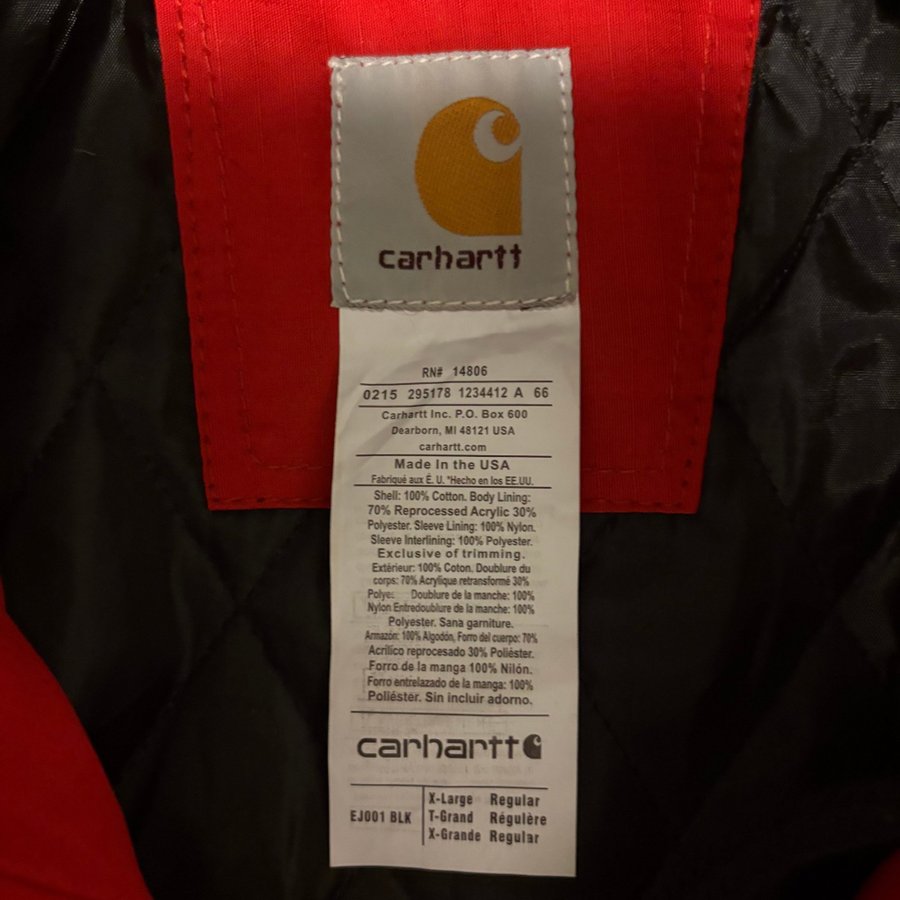 carhartt
RN# 14806
0215 295178 1234412 A 66
Carhartt Inc. P.O. Box 600
Dearborn, MI 48121 USA
carhartt.com
Made In the USA
Fabriqué aux É. U. *Hecho en los EE.UU.
Shell: 100% Cotton. Body Lining:
70% Reprocessed Acrylic 30%
Polyester. Sleeve Lining: 100% Nylon.
Sleeve Interlining: 100% Polyester.
Exclusive of trimming.
Extérieur: 100% Coton. Doublure du
corps: 70% Acrylique retransformé 30%
Doublure de la manche: 100%
Nylon Entredoublure de la manche: 100%
Polyester. Sana garniture.
Armazón: 100% Algodón, Forro del cuerpo: 70%
Acrílico reprocesado 30% Poliéster.
Forro de la manga 100% Nilón.
Forro entrelazado de la manga: 100%
Poliéster. Sin incluir adorno.
carhartt
EJ001 BLK
X-Large Regular
T-Grand Régulère
X-Grande Regular